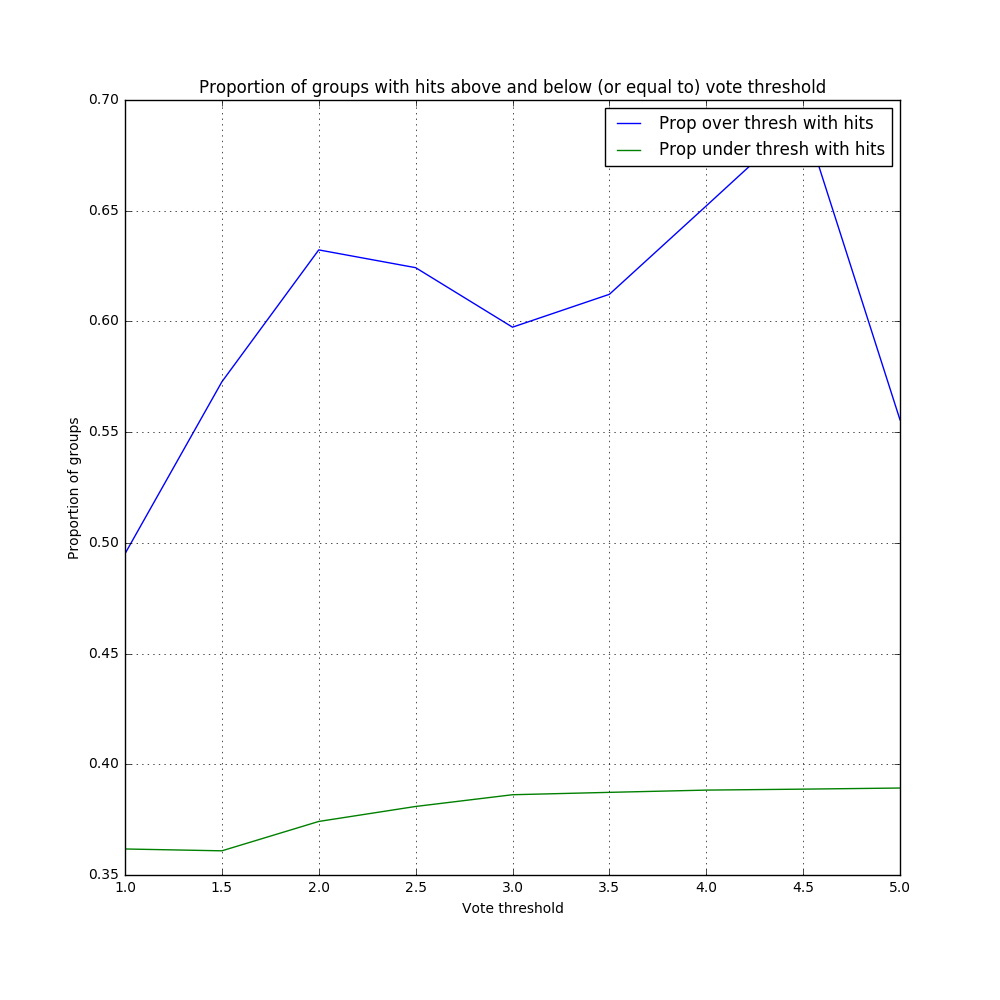 Proportion of groups with hits above and below (or equal to) vote threshold
Prop over thresh with hits
Prop under thresh with hits
0.70
0.65
0.60
0.55
0.50
0.45
0.40
0.35
Proportion of groups
1.0 1.5 2.0 2.5 3.0 3.5 4.0 4.5 5.0
Vote threshold